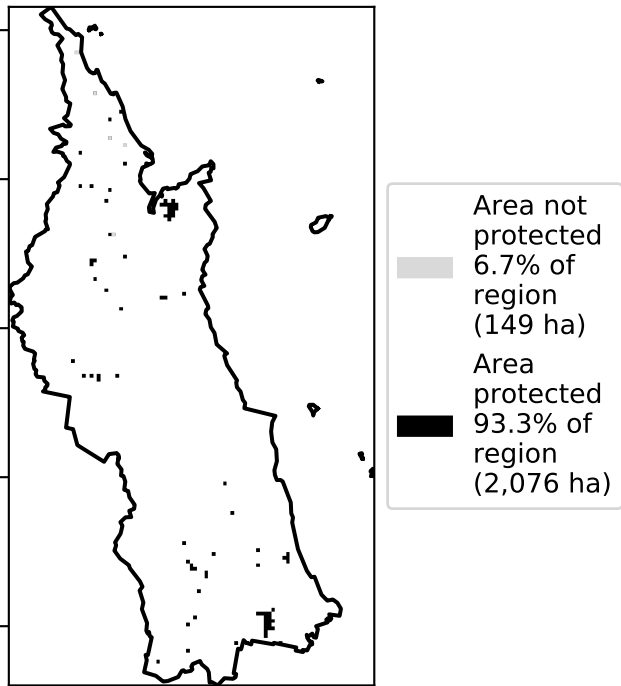 Area not
protected
6.7% of
region
(149 ha)
Area
protected
93.3% of
region
(2,076 ha)